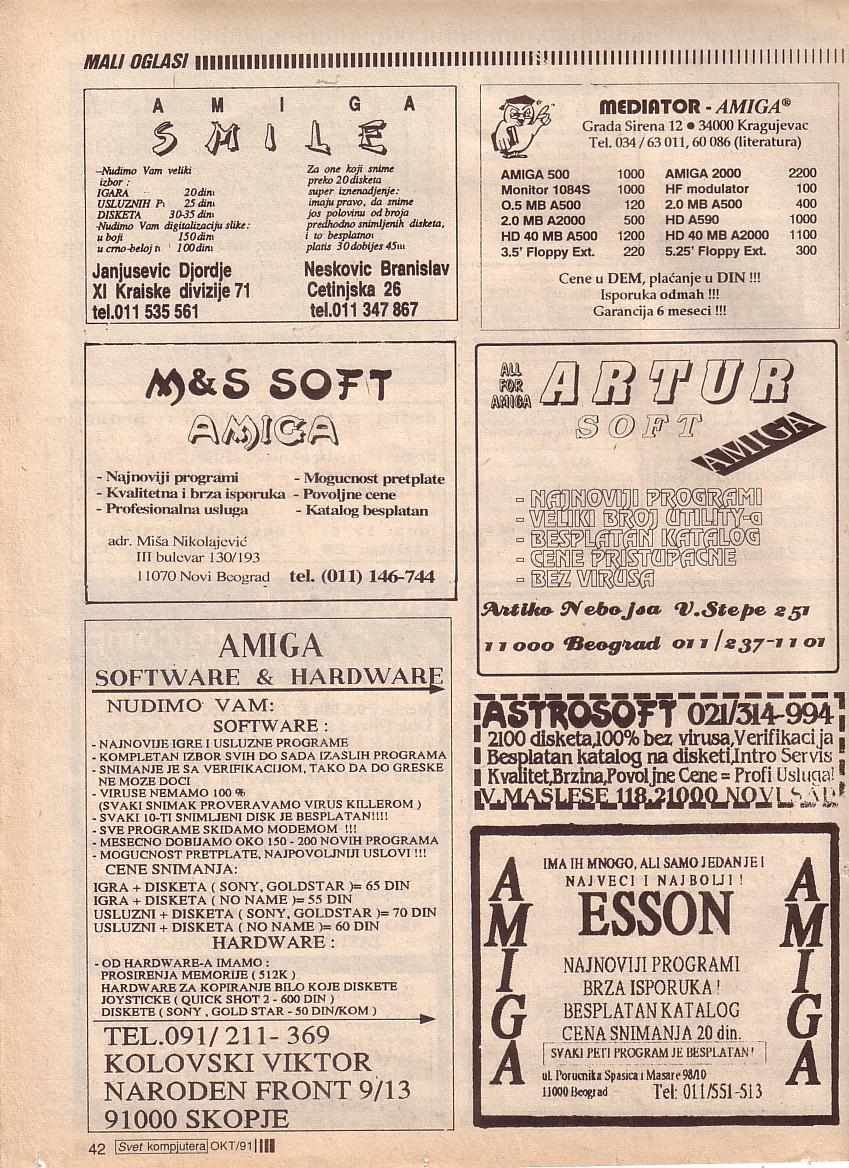 MALI OGLASI
A M I G A
SMILE
-Nudimo Vam veliki
izbor :
IGARA 20 din
USLUZNIH 25 din
DISKETA 30-35 din
-Nudimo Vam digitalizaciju slike:
u boji 150 din
u crno-beloj 100 din
Za one koji snime
preko 20 disketa
super iznenadjenje:
imaju pravo, da snime
jos polovinu od broja
predhodno snimljenih disketa,
i to besplatno
platis 30 dobijes 45
Janjusevic Djordje
XI Kraiske divizije 71
tel.011 535 561
Neskovic Branislav
Cetinjska 26
tel.011 347 867
MEDIATOR - AMIGA®
Grada Sirena 12 ● 34000 Kragujevac
Tel. 034 / 63 011, 60 086 (literatura)
AMIGA 500 1000 AMIGA 2000 2200
Monitor 1084S 1000 HF modulator 100
O.5 MB A500 120 2.0 MB A500 400
2.0 MB A2000 500 HD A590 1000
HD 40 MB A500 1200 HD 40 MB A2000 1100
3.5' Floppy Ext. 220 5.25' Floppy Ext. 300
Cene u DEM, plaćanje u DIN !!!
Isporuka odmah !!!
Garancija 6 meseci !!!
M&S SOFT
AMIGA
- Najnoviji programi
- Kvalitetna i brza isporuka
- Profesionalna usluga
- Mogucnost pretplate
- Povoljne cene
- Katalog besplatan
adr. Miša Nikolajević
III bulevar 130/193
11070 Novi Beograd tel. (011) 146-744
ALL
FOR
AMIGA
ARTUR
SOFT
AMIGA
- NAJNOVIJI PROGRAMI
- VELIKI BROJ UTILITY-a
- BESPLATAN KATALOG
- CENE PRISTUPACNE
- BEZ VIRUSA
Artiko Nebojsa V.Stepe 251
11000 Beograd 011/237-1101
AMIGA
SOFTWARE & HARDWARE
NUDIMO VAM:
SOFTWARE :
- NAJNOVIJE IGRE I USLUZNE PROGRAME
- KOMPLETAN IZBOR SVIH DO SADA IZASLIH PROGRAMA
- SNIMANJE JE SA VERIFIKACIJOM, TAKO DA DO GRESKE
NE MOZE DOCI
- VIRUSE NEMAMO 100 %
(SVAKI SNIMAK PROVERAVAMO VIRUS KILLEROM )
- SVAKI 10-TI SNIMLJENI DISK JE BESPLATAN!!!!
- SVE PROGRAME SKIDAMO MODEMOM !!!
- MESECNO DOBIJAMO OKO 150 - 200 NOVIH PROGRAMA
- MOGUCNOST PRETPLATE, NAJPOVOLJNIJI USLOVI !!!
CENE SNIMANJA:
IGRA + DISKETA ( SONY, GOLDSTAR )= 65 DIN
IGRA + DISKETA ( NO NAME )= 55 DIN
USLUZNI + DISKETA ( SONY, GOLDSTAR )= 70 DIN
USLUZNI + DISKETA ( NO NAME )= 60 DIN
HARDWARE :
- OD HARDWARE-A IMAMO :
PROSIRENJA MEMORIJE ( 512K )
HARDWARE ZA KOPIRANJE BILO KOJE DISKETE
JOYSTICKE ( QUICK SHOT 2 - 600 DIN )
DISKETE ( SONY , GOLD STAR - 50 DIN/KOM )
TEL.091/ 211- 369
KOLOVSKI VIKTOR
NARODEN FRONT 9/13
91000 SKOPJE
ASTROSOFT 021/314-994
2100 disketa,100% bez virusa,Verifikacija
Besplatan katalog na disketi,Intro Servis
Kvalitet,Brzina,Povoljne Cene = Profi Usluga!
V.MASLESE 118,21000 NOVI SAD
AMIGA
IMA IH MNOGO, ALI SAMO JE DAN JE I
NAJVECI I NAJBOLJI !
ESSON
NAJNOVIJI PROGRAMI
BRZA ISPORUKA !
BESPLATAN KATALOG
CENA SNIMANJA 20 din.
SVAKI PETI PROGRAM JE BESPLATAN !
ul. Porucnika Spasica i Masare 98/10
11000 Beograd Tel: 011/551-513
AMIGA
42 Svet kompjutera OKT/91